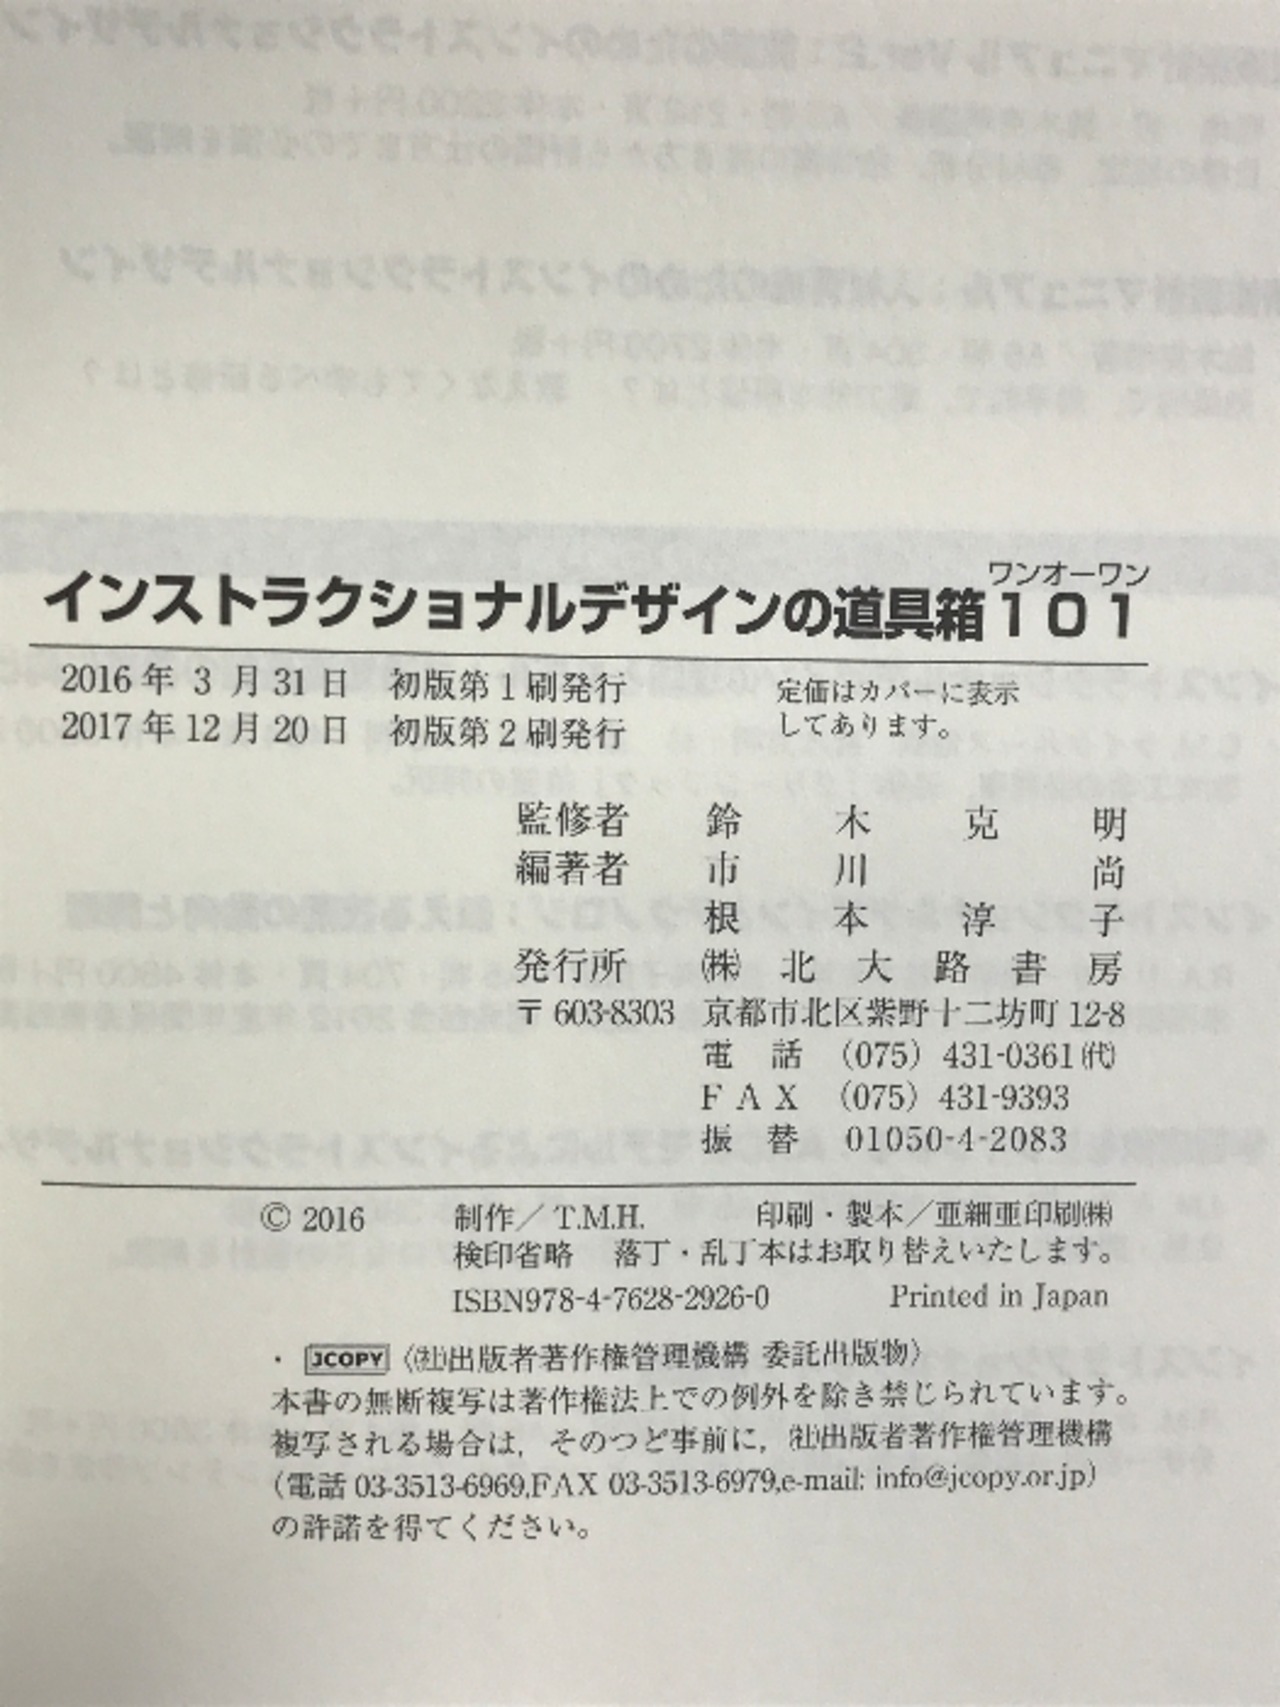 ワンオーワン
インストラクショナルデザインの道具箱101
2016年3月31日 初版第1刷発行
2017年12月20日 初版第2刷発行
定価はカバーに表示
してあります。
監修者 鈴木克明
編著者 市川 尚
根本淳子
発行所 ㈱北大路書房
〒603-8303 京都市北区紫野十二坊町12-8
電話 (075) 431-0361㈹
FAX (075) 431-9393
振替 01050-4-2083
© 2016 制作/T.M.H. 印刷・製本/亜細亜印刷㈱
検印省略 落丁・乱丁本はお取り替えいたします。
ISBN978-4-7628-2926-0 Printed in Japan
・JCOPY〈㈳出版者著作権管理機構 委託出版物〉
本書の無断複写は著作権法上での例外を除き禁じられています。
複写される場合は,そのつど事前に,㈳出版者著作権管理機構
(電話 03-3513-6969,FAX 03-3513-6979,e-mail: info@jcopy.or.jp)
の許諾を得てください。